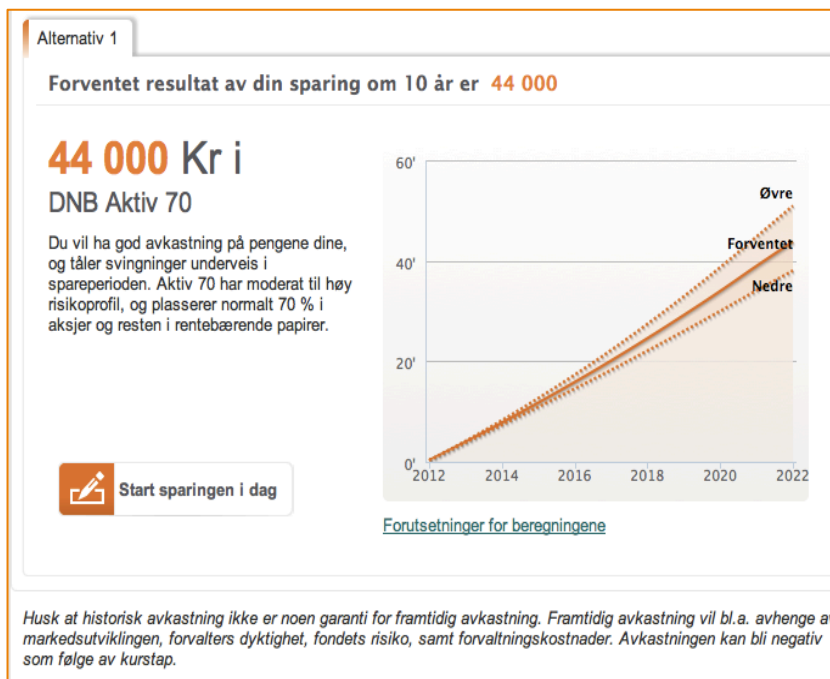 Alternativ 1
Forventet resultat av din sparing om 10 år er 44 000
44 000 Kr i
DNB Aktiv 70
Du vil ha god avkastning på pengene dine,
og tåler svingninger underveis i
spareperioden. Aktiv 70 har moderat til høy
risikoprofil, og plasserer normalt 70 % i
aksjer og resten i rentebærende papirer.
Start sparingen i dag
60'
40'
20'
0'
Øvre
Forventet
Nedre
2012 2014 2016 2018 2020 2022
Forutsetninger for beregningene
Husk at historisk avkastning ikke er noen garanti for framtidig avkastning. Framtidig avkastning vil bl.a. avhenge
markedsutviklingen, forvalters dyktighet, fondets risiko, samt forvaltningskostnader. Avkastningen kan bli negativ
som følge av kurstap.